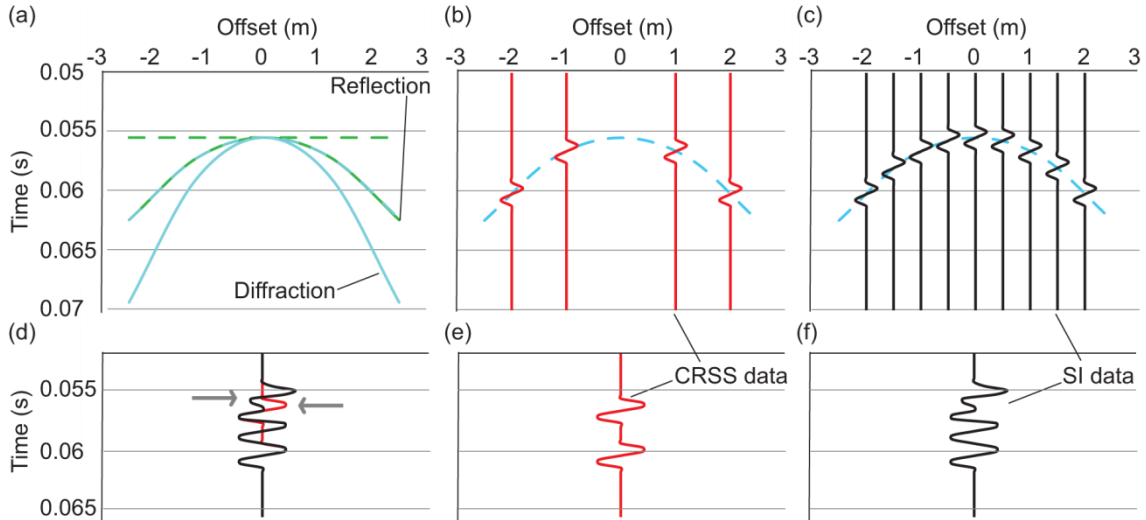 (a) (b) (c)
Offset (m) Offset (m) Offset (m)
-3 -2 -1 0 1 2 3 -2 -1 0 1 2 3 -2 -1 0 1 2 3
0.05
0.055
0.06
0.065
0.07
Time (s)
Reflection
Diffraction
(d) (e) (f)
0.055
0.06
0.065
Time (s)
CRSS data
SI data